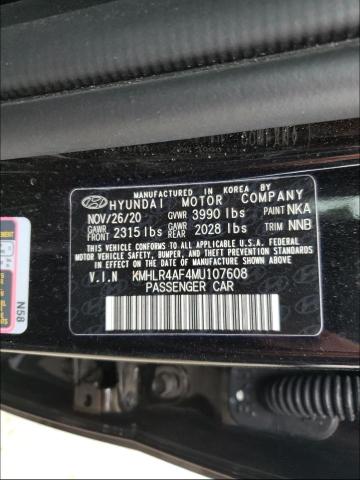 MANUFACTURED IN KOREA BY
HYUNDAI MOTOR COMPANY
NOV/26/20 GVWR 3990 lbs PAINT NKA
GAWR FRONT 2315 lbs GAWR REAR 2028 lbs TRIM NNB
THIS VEHICLE CONFORMS TO ALL APPLICABLE U.S.A. FEDERAL
MOTOR VEHICLE SAFETY, BUMPER, AND THEFT PREVENTION
STANDARDS IN EFFECT ON THE DATE OF MANUFACTURE SHOWN ABOVE.
V.I.N KMHLR4AF4MU107608
PASSENGER CAR
N58